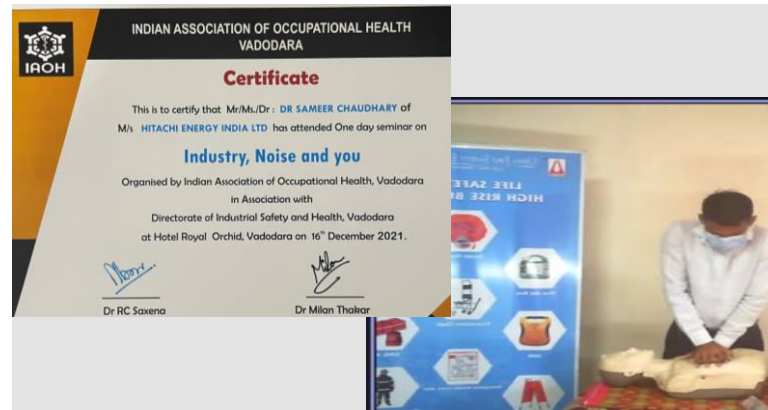 IAOH
INDIAN ASSOCIATION OF OCCUPATIONAL HEALTH
VADODARA
Certificate
This is to certify that Mr/Ms./Dr : DR SAMEER CHAUDHARY of
M/s HITACHI ENERGY INDIA LTD has attended One day seminar on
Industry, Noise and you
Organised by Indian Association of Occupational Health, Vadodara
in Association with
Directorate of Industrial Safety and Health, Vadodara
at Hotel Royal Orchid, Vadodara on 16th December 2021.
Dr RC Saxena
Dr Milan Thakar
LIFE SAFE
HIGH RISE B